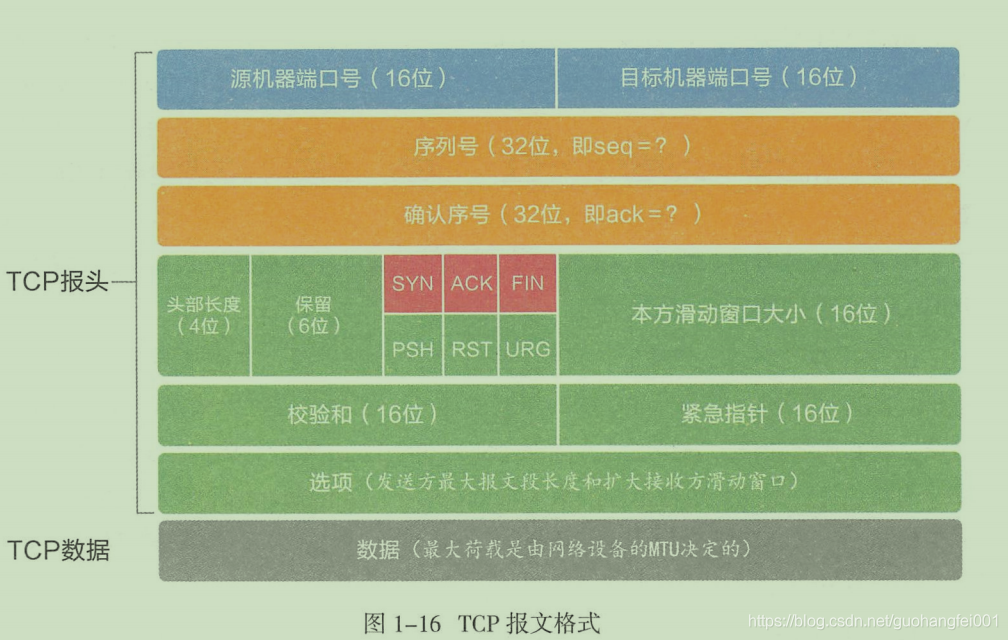 源机器端口号（16位）
目标机器端口号（16位）
序列号（32位，即seq=？）
确认序号（32位，即ack=？）
TCP报头
头部长度
（4位）
保留
（6位）
SYN
ACK
FIN
PSH
RST
URG
本方滑动窗口大小（16位）
校验和（16位）
紧急指针（16位）
选项（发送方最大报文段长度和扩大接收方滑动窗口）
TCP数据
数据（最大荷载是由网络设备的MTU决定的）
图 1-16 TCP 报文格式
https://blog.csdn.net/guohangfei001